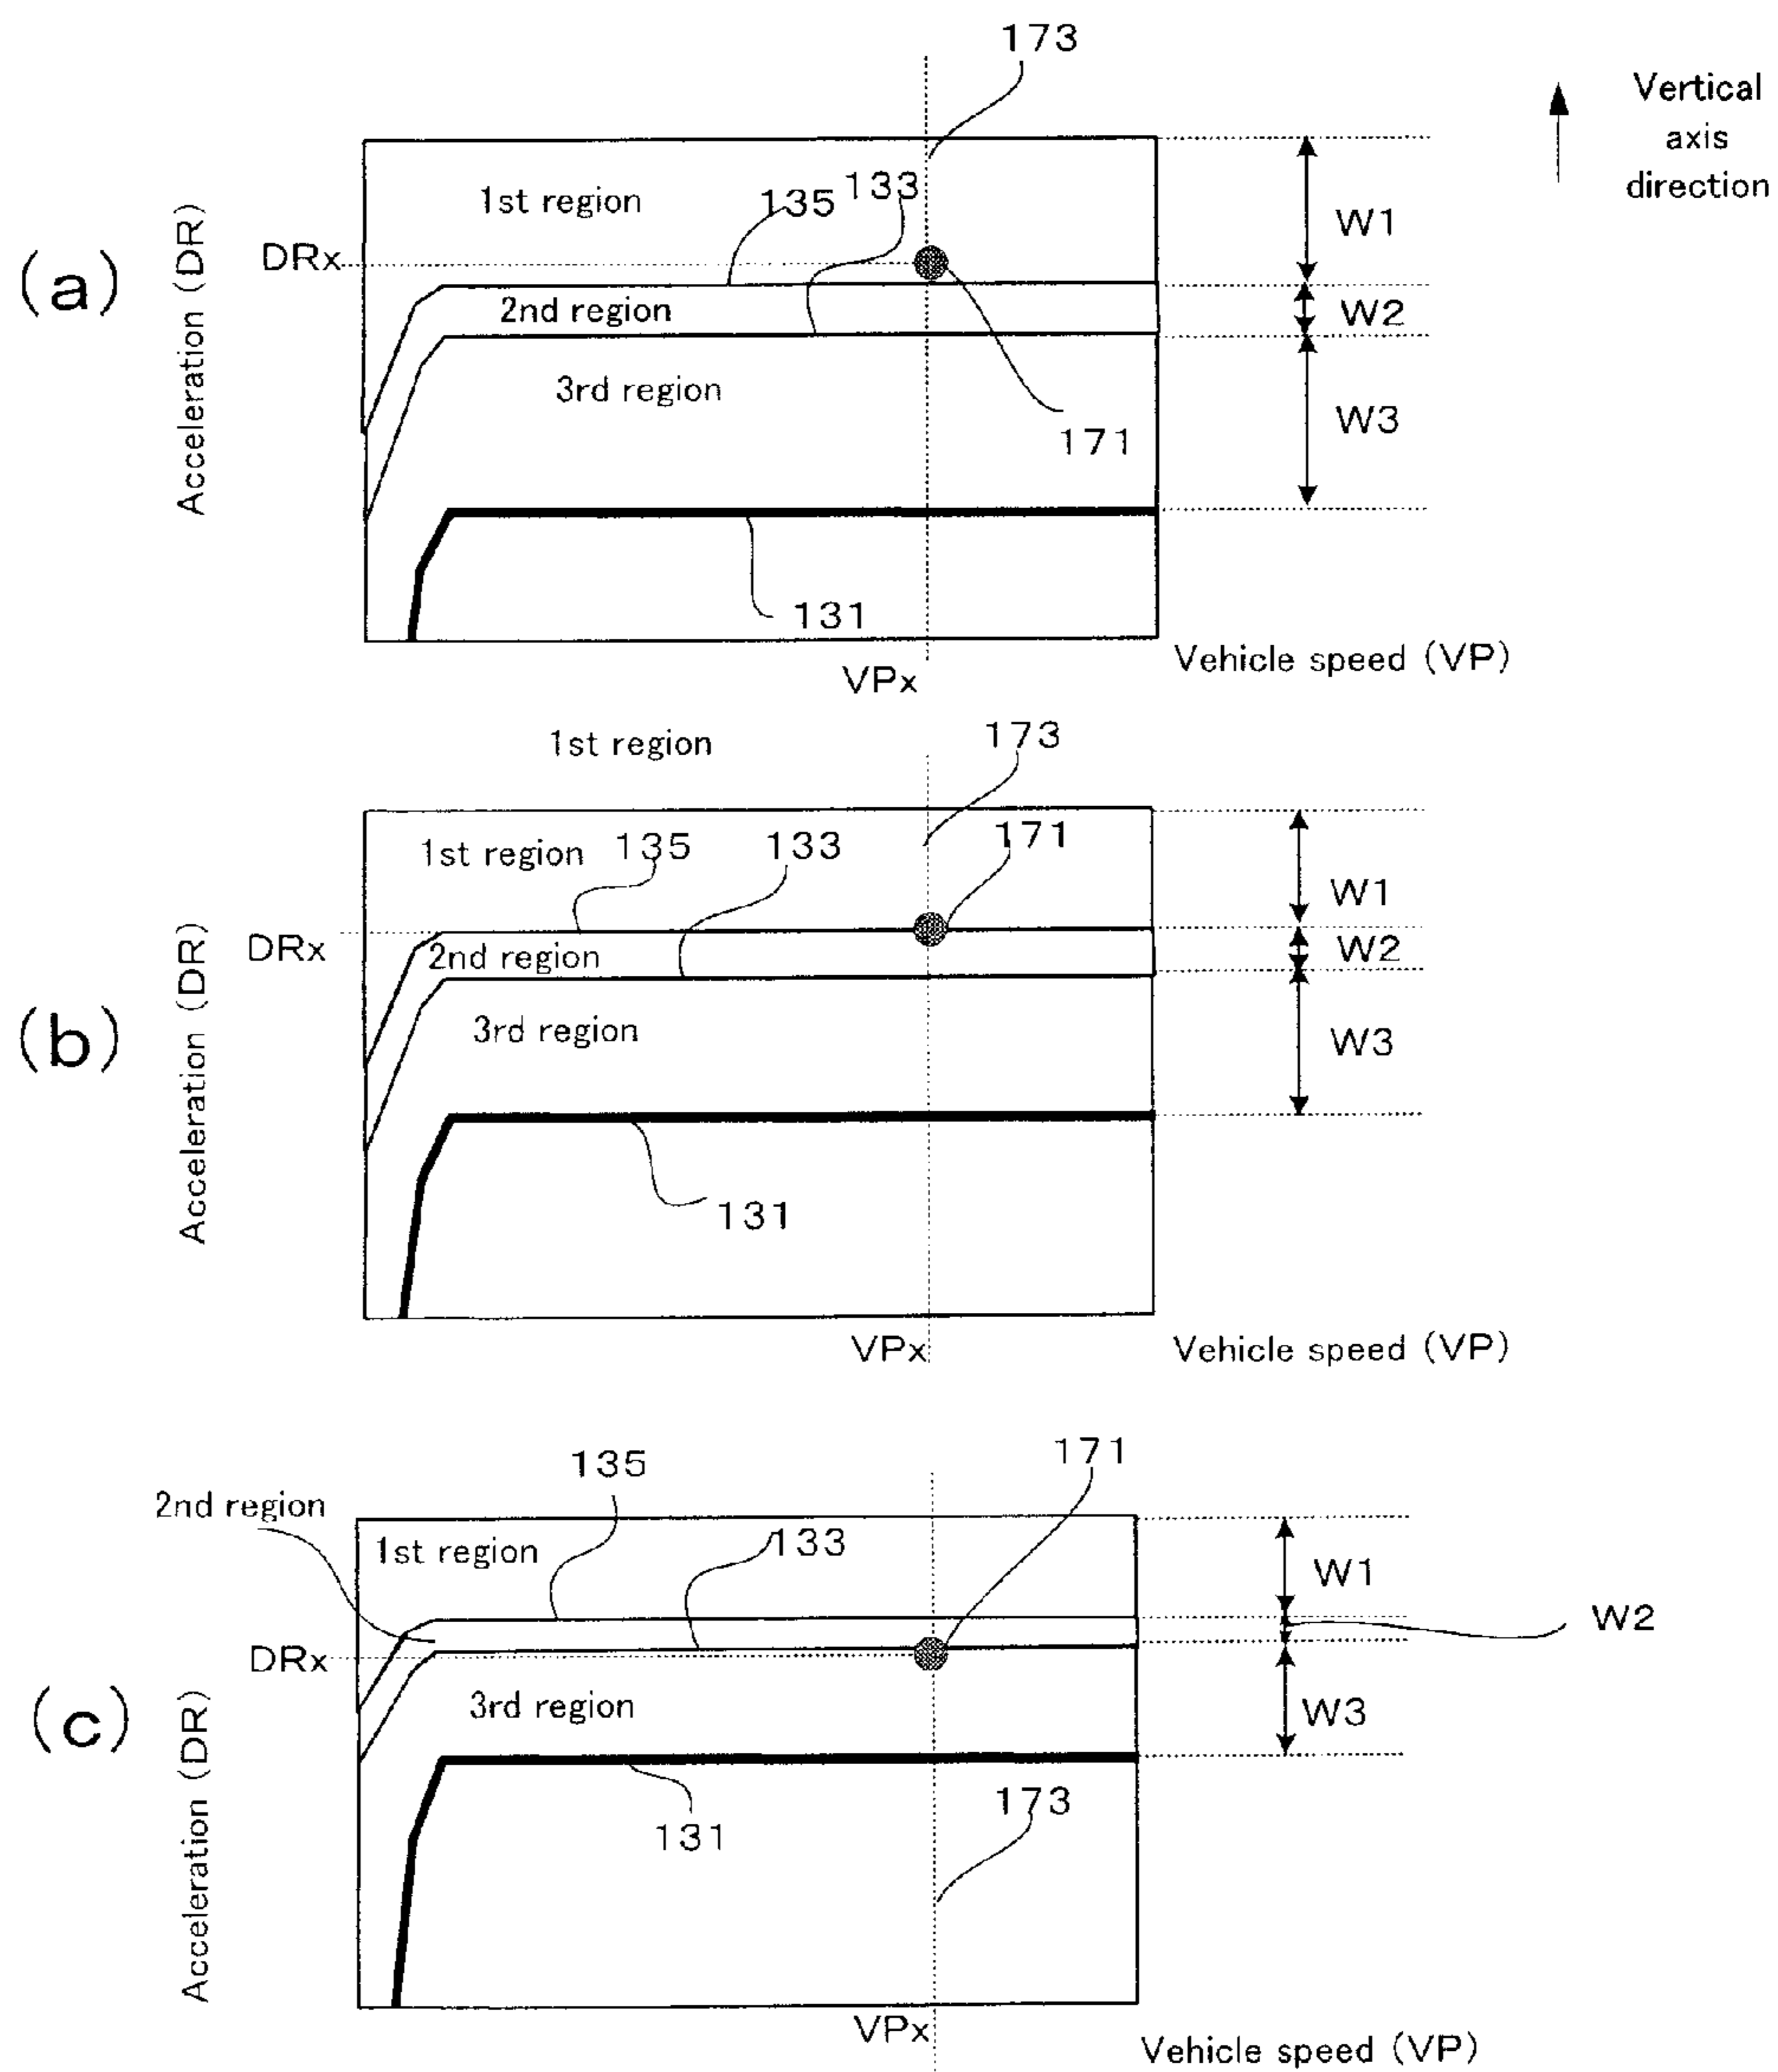 173
Vertical
axis
direction
1st region
135
133
W1
(a)
Acceleration (DR)
DRx
2nd region
W2
3rd region
171
W3
131
VPx
Vehicle speed (VP)
1st region
173
1st region
135
133
171
W1
(b)
Acceleration (DR)
DRx
2nd region
W2
3rd region
W3
131
VPx
Vehicle speed (VP)
135
171
2nd region
1st region
133
W1
W2
DRx
(c)
Acceleration (DR)
3rd region
W3
131
173
VPx
Vehicle speed (VP)